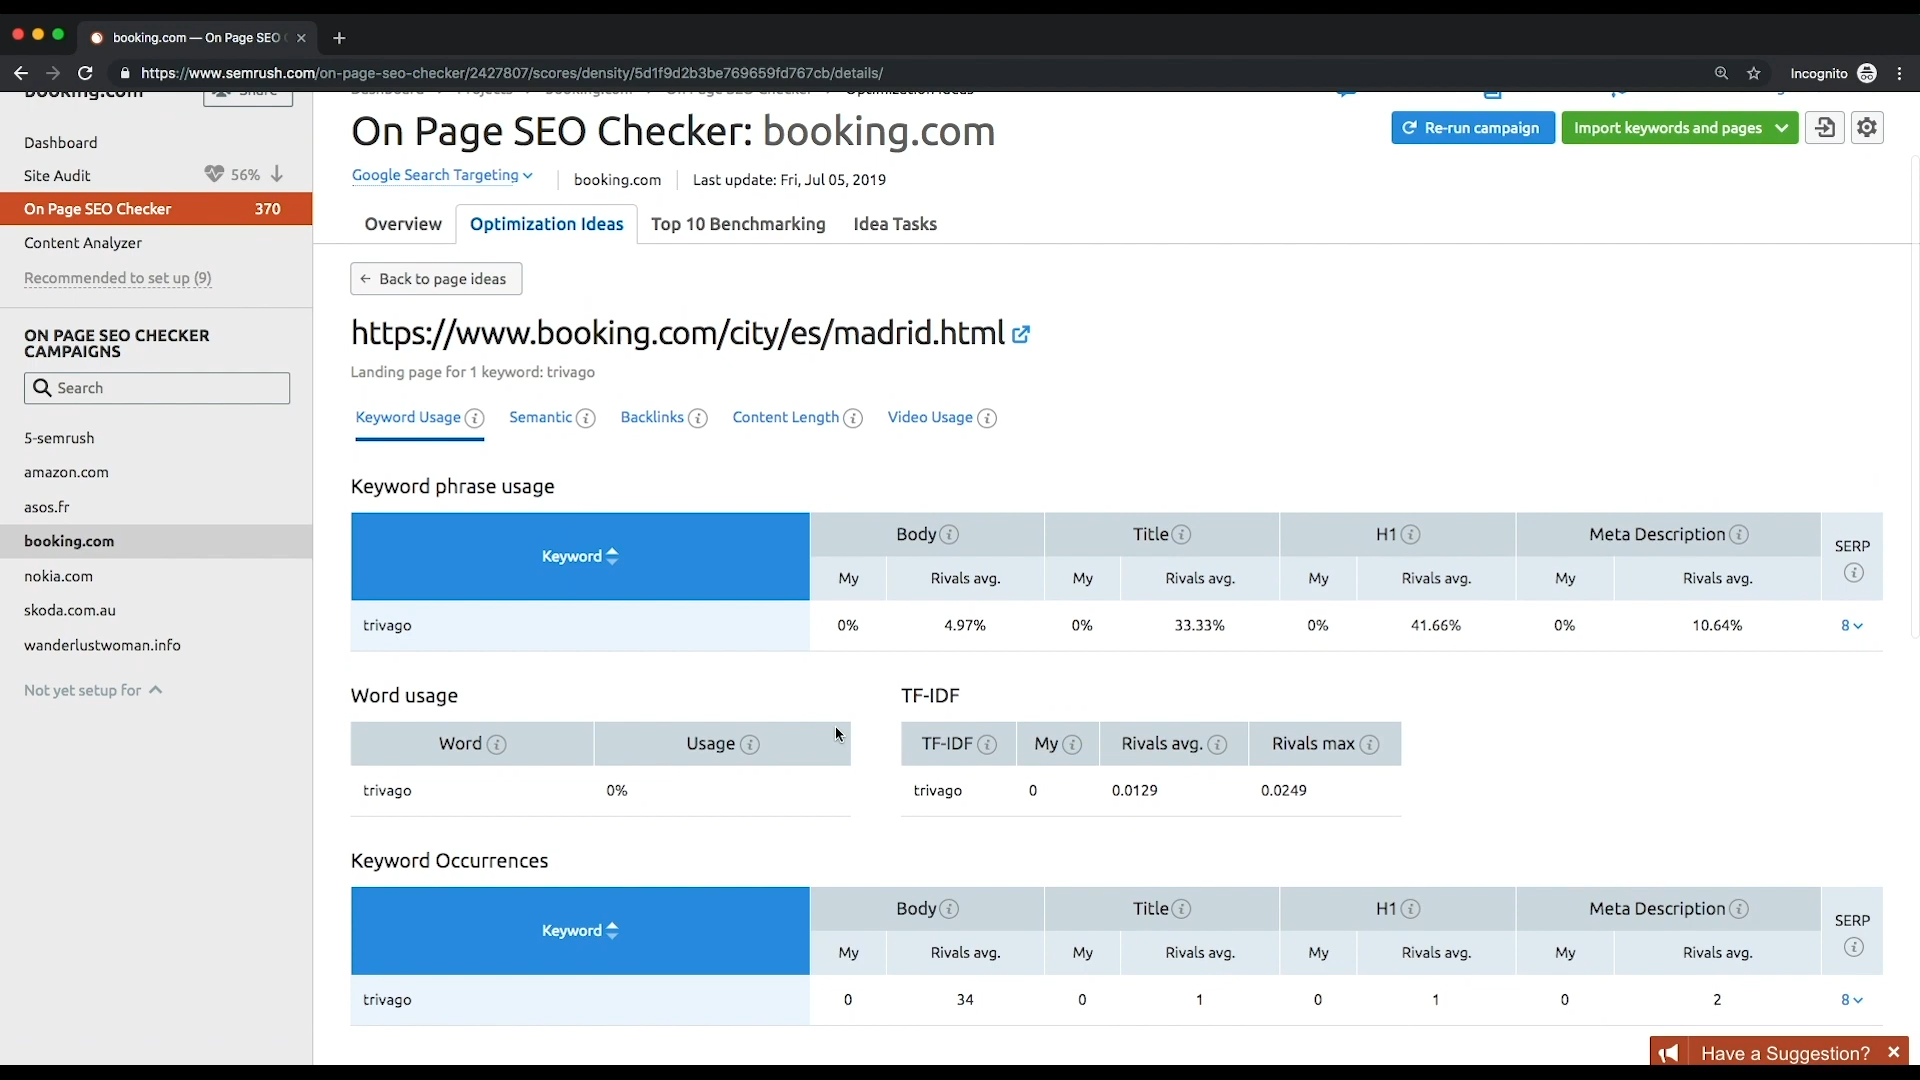 booking.com — On Page SEO
https://www.semrush.com/on-page-seo-checker/2427807/scores/density/5d1f9d2b3be769659fd767cb/details/
Incognito
booking.com
Share
On Page SEO Checker: booking.com
Re-run campaign
Import keywords and pages
Google Search Targeting
booking.com
Last update: Fri, Jul 05, 2019
Overview
Optimization Ideas
Top 10 Benchmarking
Idea Tasks
Dashboard
Site Audit 56%
On Page SEO Checker 370
Content Analyzer
Recommended to set up (9)
ON PAGE SEO CHECKER
CAMPAIGNS
Search
5-semrush
amazon.com
asos.fr
booking.com
nokia.com
skoda.com.au
wanderlustwoman.info
Not yet setup for
Back to page ideas
https://www.booking.com/city/es/madrid.html
Landing page for 1 keyword: trivago
Keyword Usage Semantic Backlinks Content Length Video Usage
Keyword phrase usage
Keyword Body Title H1 Meta Description SERP
My Rivals avg. My Rivals avg. My Rivals avg. My Rivals avg.
trivago 0% 4.97% 0% 33.33% 0% 41.66% 0% 10.64% 8
Word usage
Word Usage
trivago 0%
TF-IDF
TF-IDF My Rivals avg. Rivals max
trivago 0 0.0129 0.0249
Keyword Occurrences
Keyword Body Title H1 Meta Description SERP
My Rivals avg. My Rivals avg. My Rivals avg. My Rivals avg.
trivago 0 34 0 1 0 1 0 2 8
Have a Suggestion?